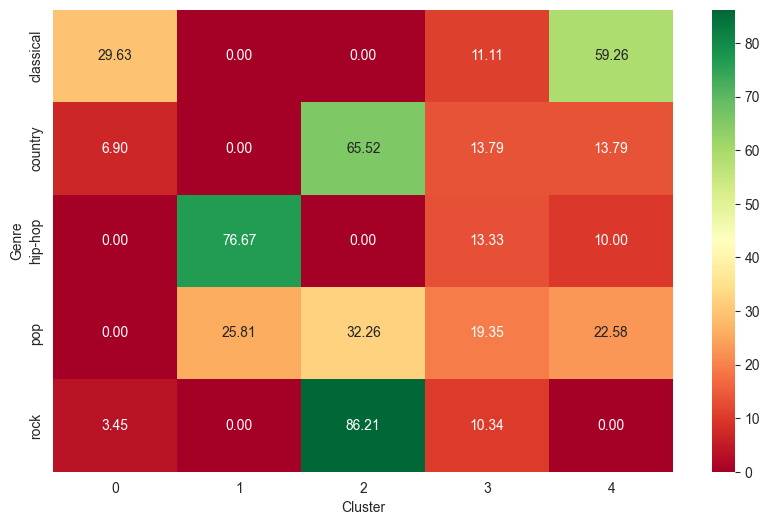 classical 29.63 0.00 0.00 11.11 59.26
country 6.90 0.00 65.52 13.79 13.79
hip-hop 0.00 76.67 0.00 13.33 10.00
pop 0.00 25.81 32.26 19.35 22.58
rock 3.45 0.00 86.21 10.34 0.00
Genre
0 1 2 3 4
Cluster
80
70
60
50
40
30
20
10
0